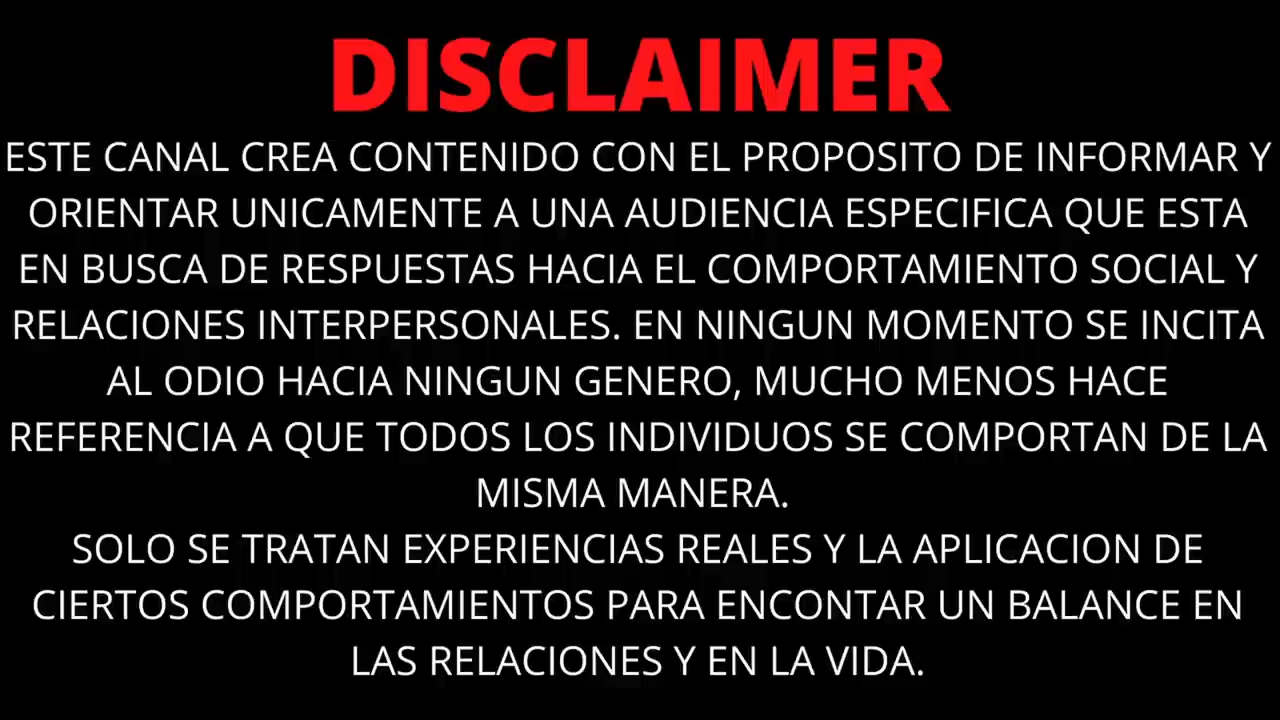 DISCLAIMER
ESTE CANAL CREA CONTENIDO CON EL PROPOSITO DE INFORMAR Y
ORIENTAR UNICAMENTE A UNA AUDIENCIA ESPECIFICA QUE ESTA
EN BUSCA DE RESPUESTAS HACIA EL COMPORTAMIENTO SOCIAL Y
RELACIONES INTERPERSONALES. EN NINGUN MOMENTO SE INCITA
AL ODIO HACIA NINGUN GENERO, MUCHO MENOS HACE
REFERENCIA A QUE TODOS LOS INDIVIDUOS SE COMPORTAN DE LA
MISMA MANERA.
SOLO SE TRATAN EXPERIENCIAS REALES Y LA APLICACION DE
CIERTOS COMPORTAMIENTOS PARA ENCONTAR UN BALANCE EN
LAS RELACIONES Y EN LA VIDA.